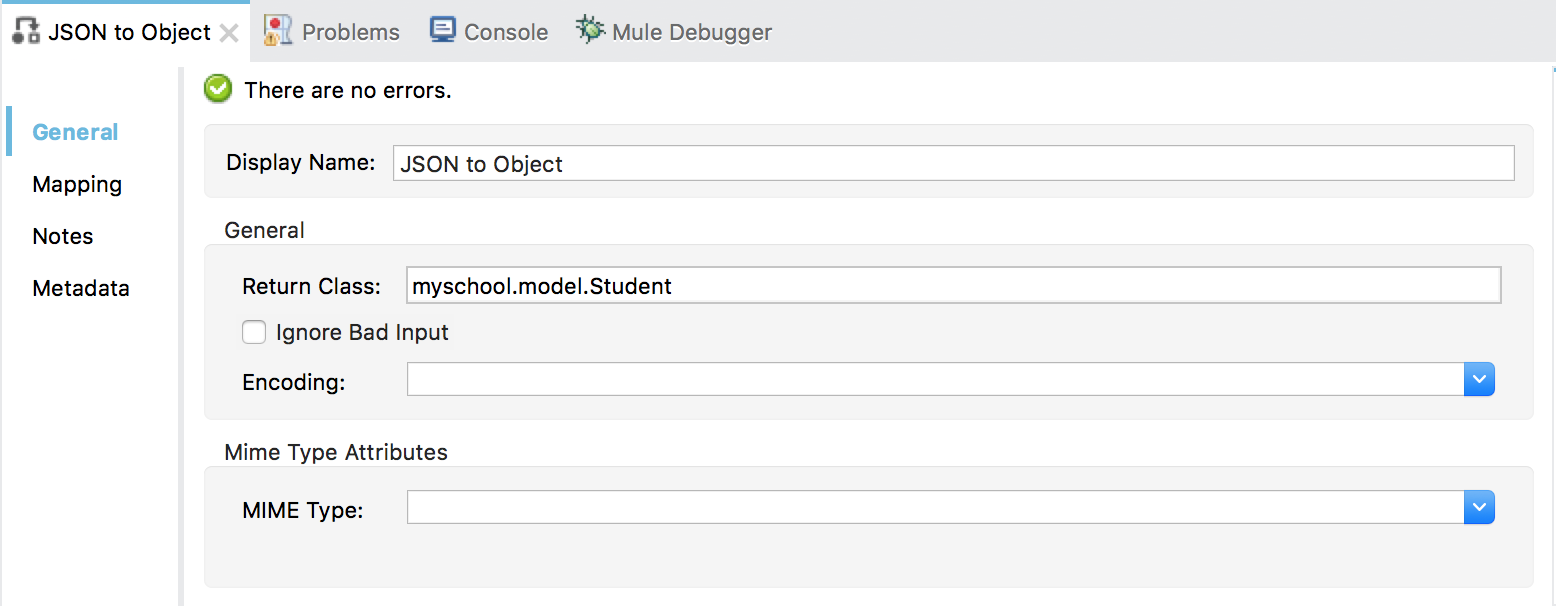 JSON to Object Problems Console Mule Debugger
There are no errors.
General
Mapping
Notes
Metadata
Display Name: JSON to Object
General
Return Class: myschool.model.Student
Ignore Bad Input
Encoding:
Mime Type Attributes
MIME Type: